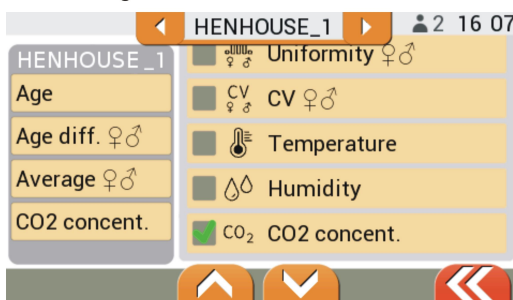 HENHOUSE_1 2 16 07
HENHOUSE_1
Age
Age diff. ♀♂
Average ♀♂
CO2 concent.
Uniformity ♀♂
CV ♀♂ CV ♀♂
Temperature
Humidity
CO₂ CO2 concent.